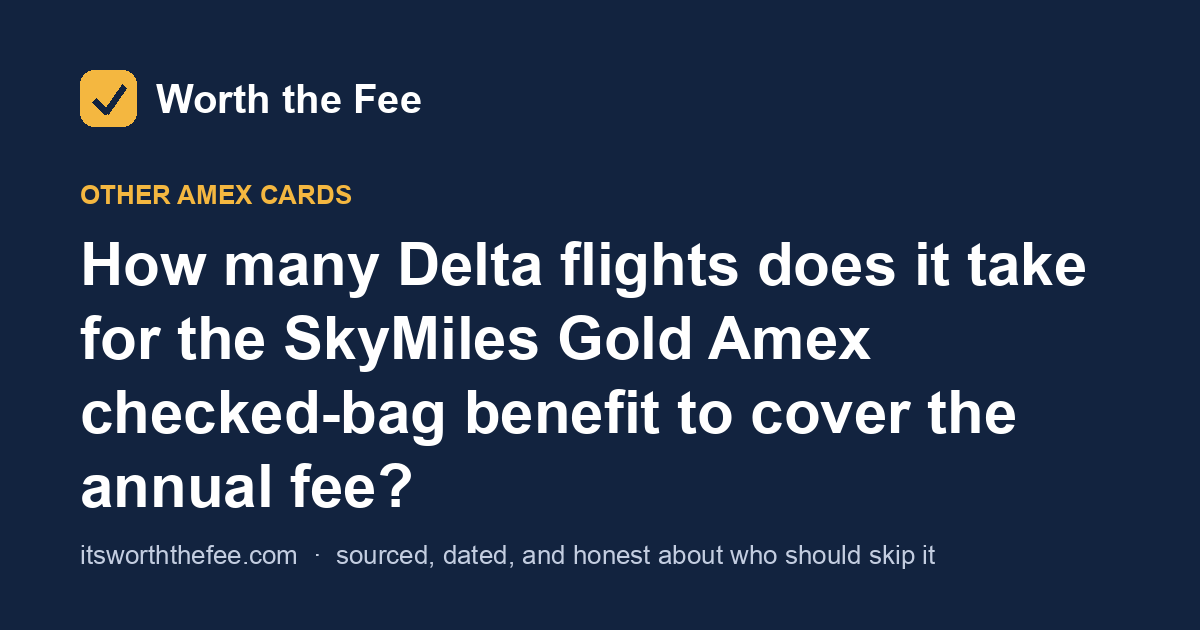 Worth the Fee
OTHER AMEX CARDS
How many Delta flights does it take
for the SkyMiles Gold Amex
checked-bag benefit to cover the
annual fee?
itsworththefee.com · sourced, dated, and honest about who should skip it